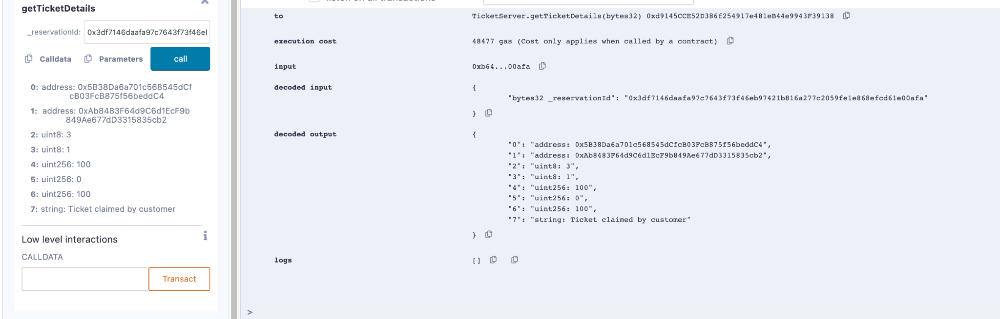 getTicketDetails
_reservationId:
0x3df7146daafa97c7643f73f46el
Calldata
Parameters
call
0: address: 0x5B38Da6a701c568545dCf
cB03FcB875f56beddC4
1: address: 0xAb8483F64d9C6d1EcF9b
849Ae677dD3315835cb2
2: uint8: 3
3: uint8: 1
4: uint256: 100
5: uint256: 0
6: uint256: 100
7: string: Ticket claimed by customer
Low level interactions
CALLDATA
Transact
to
TicketServer.getTicketDetails(bytes32) 0xd9145CCE52D386f254917e481eB44e9943F39138
execution cost
48477 gas (Cost only applies when called by a contract)
input
0xb64...00afa
decoded input
{
"bytes32 _reservationId": "0x3df7146daafa97c7643f73f46eb97421b816a277c2059fe1e868efcd61e00afa"
}
decoded output
{
"0": "address: 0x5B38Da6a701c568545dCfcB03FcB875f56beddC4",
"1": "address: 0xAb8483F64d9C6d1EcF9b849Ae677dD3315835cb2",
"2": "uint8: 3",
"3": "uint8: 1",
"4": "uint256: 100",
"5": "uint256: 0",
"6": "uint256: 100",
"7": "string: Ticket claimed by customer"
}
logs
[]
>